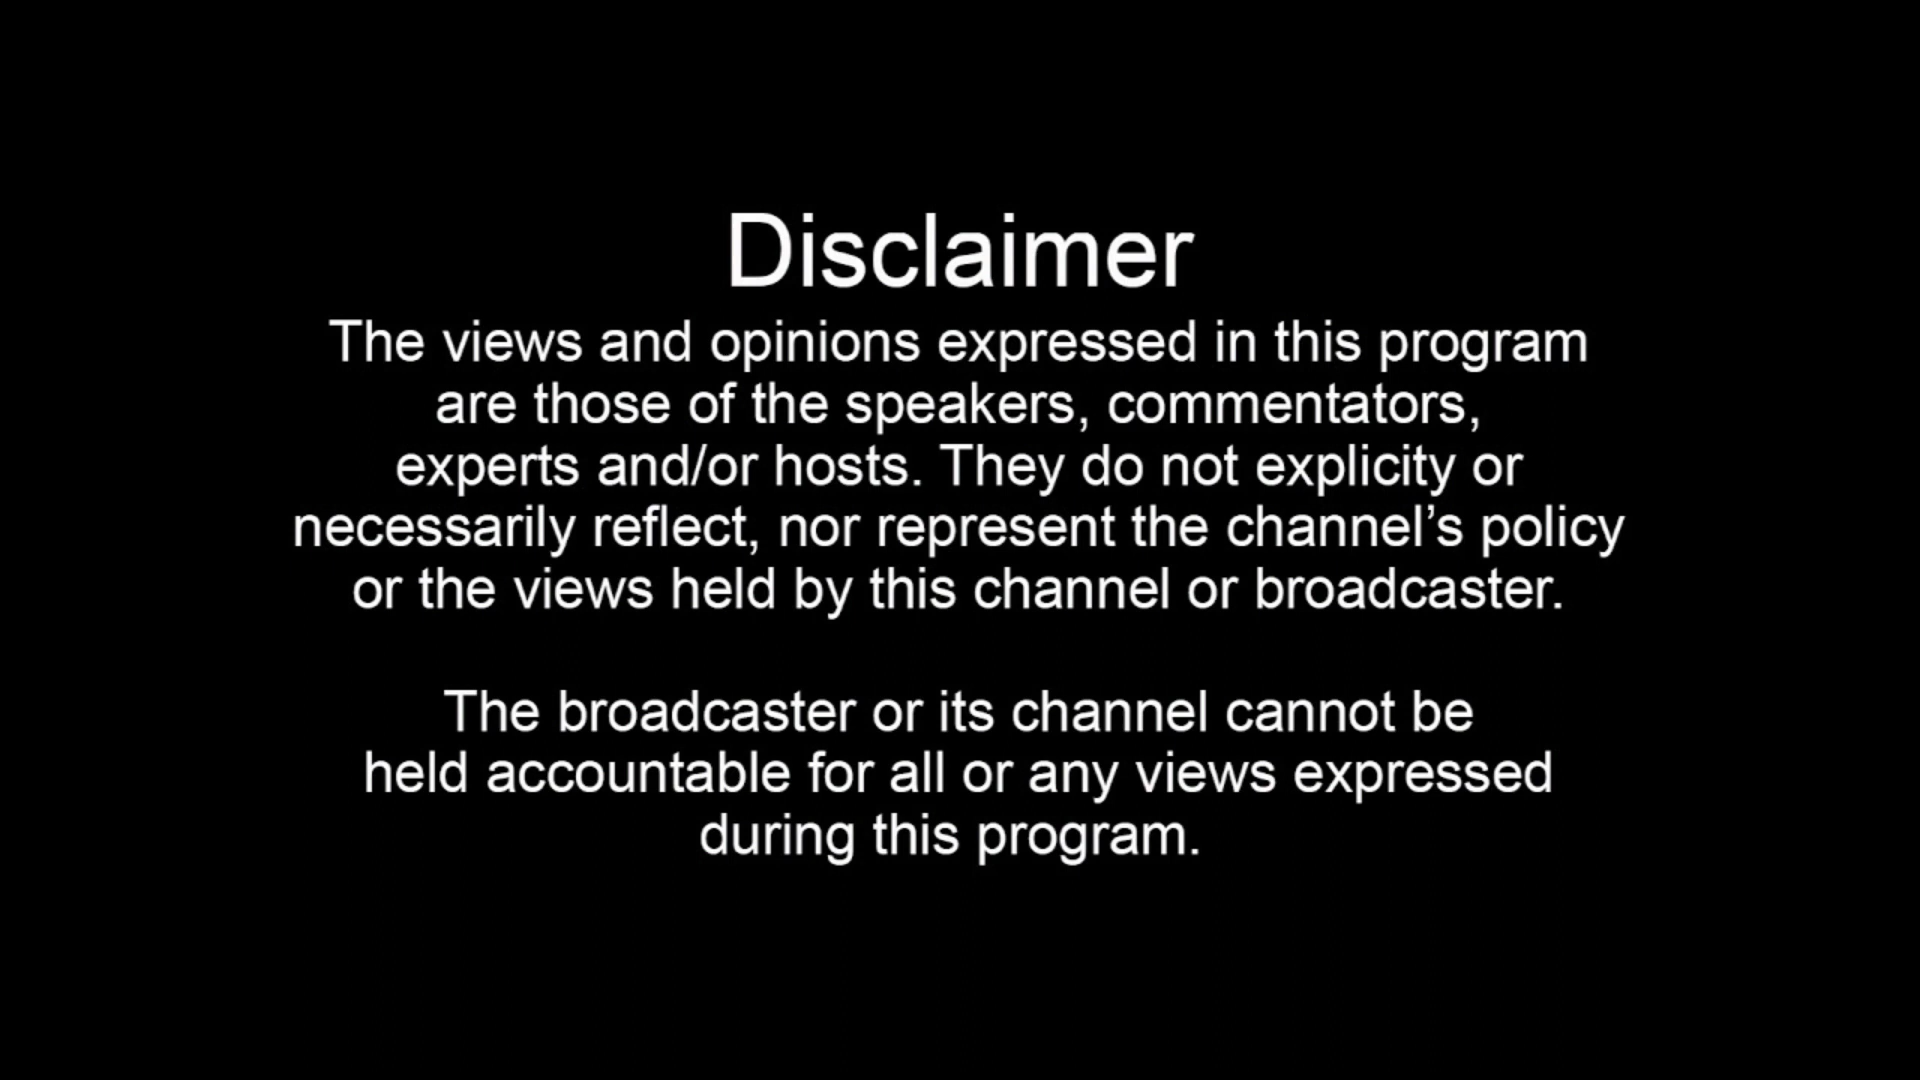 Disclaimer
The views and opinions expressed in this program
are those of the speakers, commentators,
experts and/or hosts. They do not explicity or
necessarily reflect, nor represent the channel’s policy
or the views held by this channel or broadcaster.
The broadcaster or its channel cannot be
held accountable for all or any views expressed
during this program.